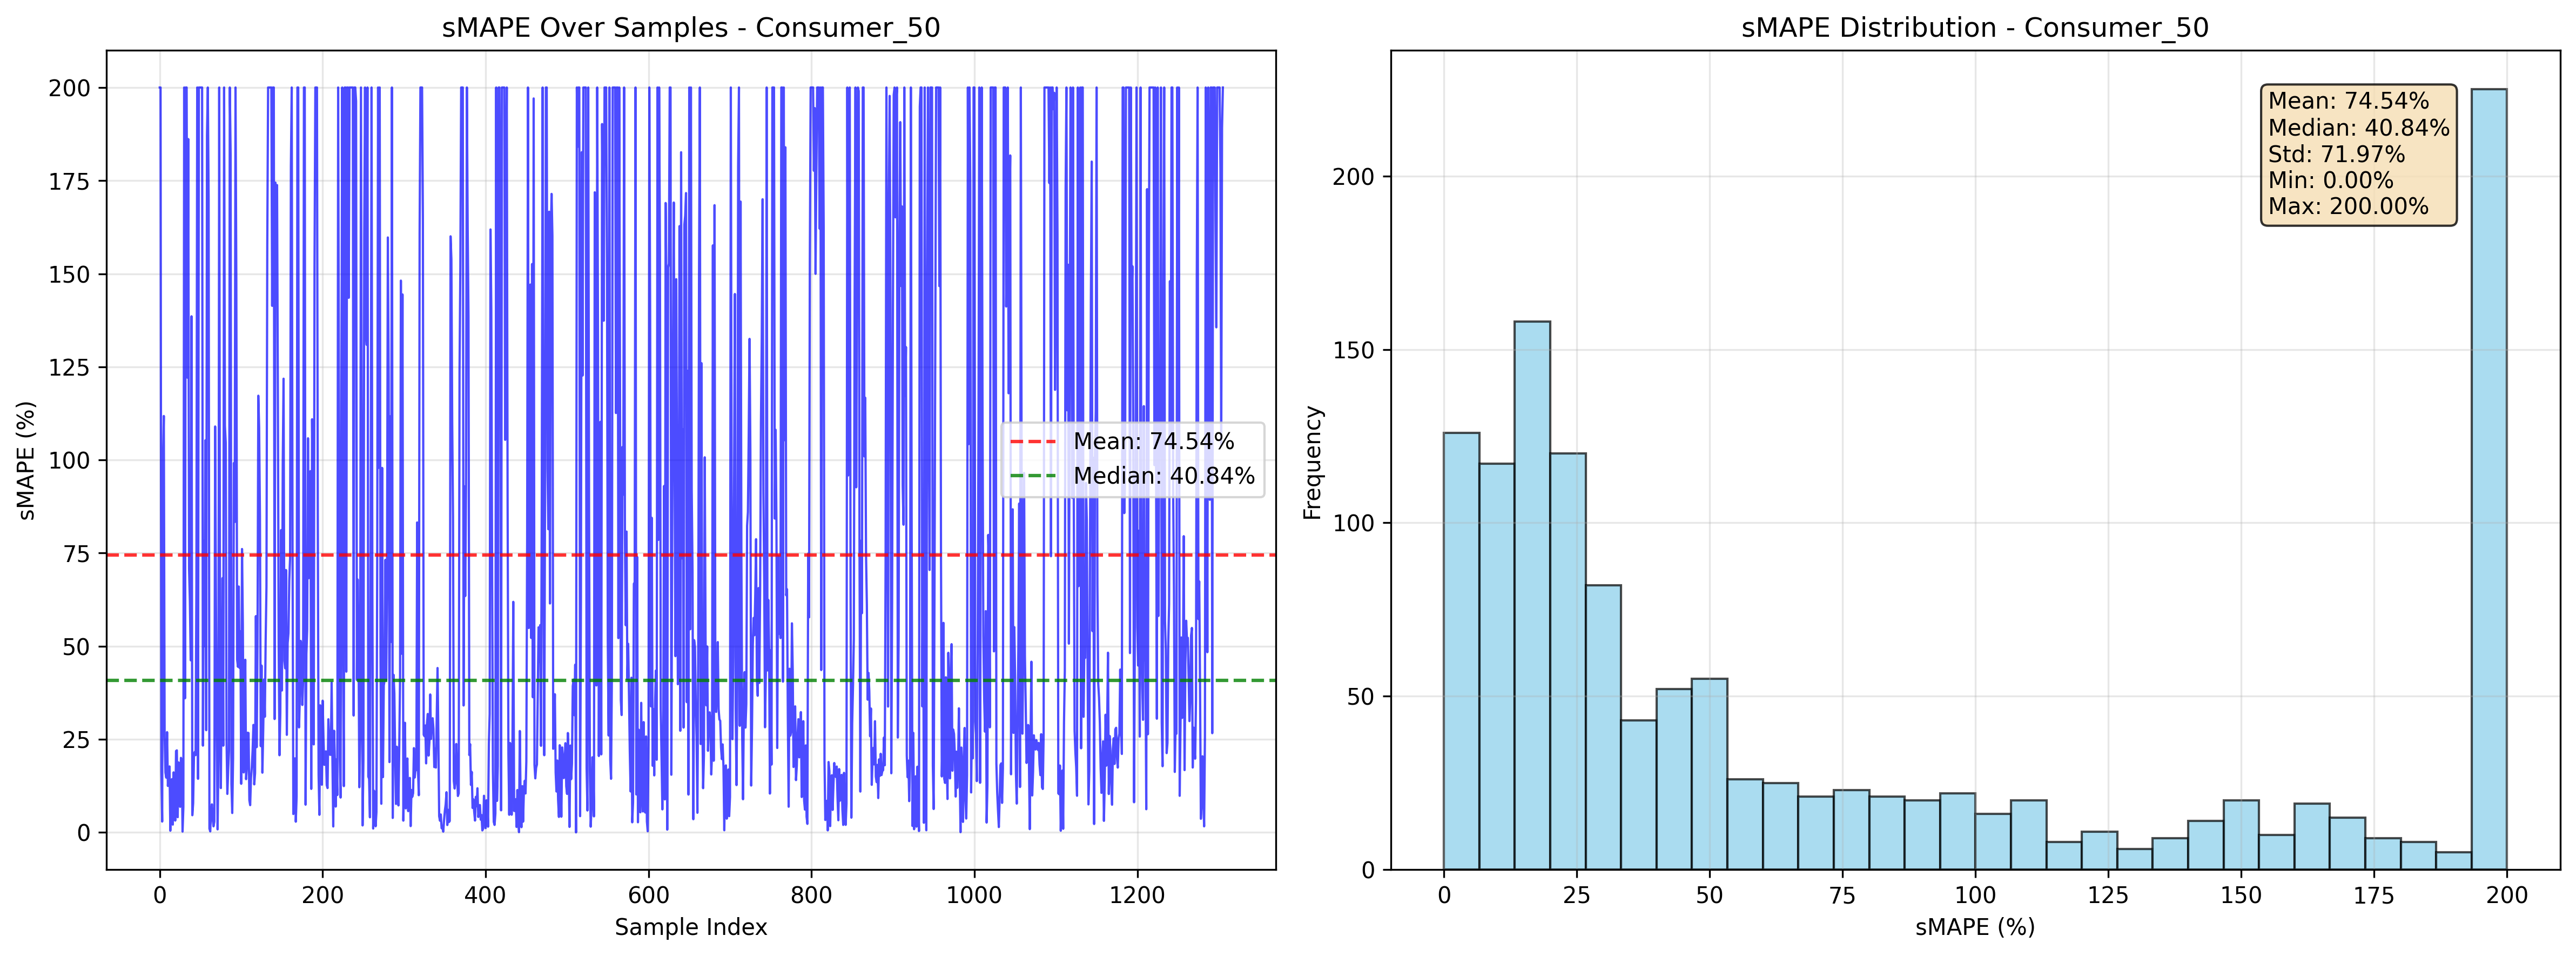 sMAPE Over Samples - Consumer_50
sMAPE (%)
200
175
150
125
100
75
50
25
0
Mean: 74.54%
Median: 40.84%
0 200 400 600 800 1000 1200
Sample Index
sMAPE Distribution - Consumer_50
Frequency
200
150
100
50
0
Mean: 74.54%
Median: 40.84%
Std: 71.97%
Min: 0.00%
Max: 200.00%
0 25 50 75 100 125 150 175 200
sMAPE (%)